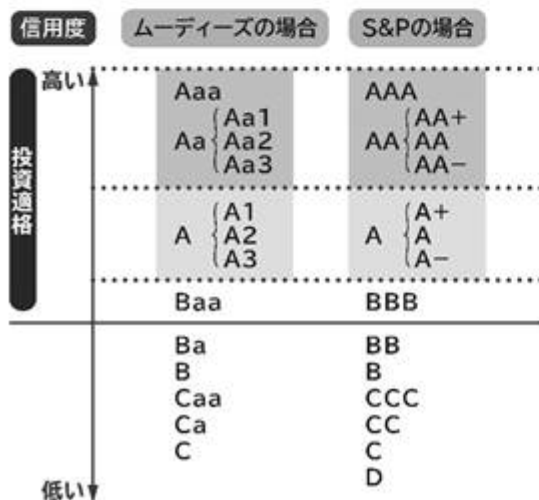 信用度 ムーディーズの場合 S&Pの場合
高い
投資適格
Aaa AAA
Aa Aa1 Aa2 Aa3 AA AA+ AA AA−
A A1 A2 A3 A A+ A A−
Baa BBB
Ba BB
B B
Caa CCC
Ca CC
C C
D
低い